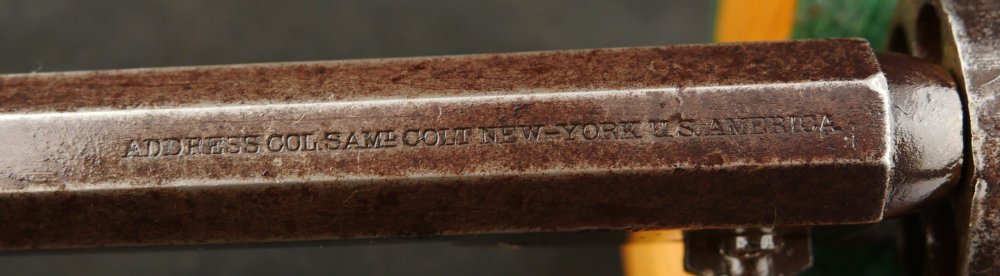 ADDRESS COL. SAML COLT NEW-YORK U.S. AMERICA